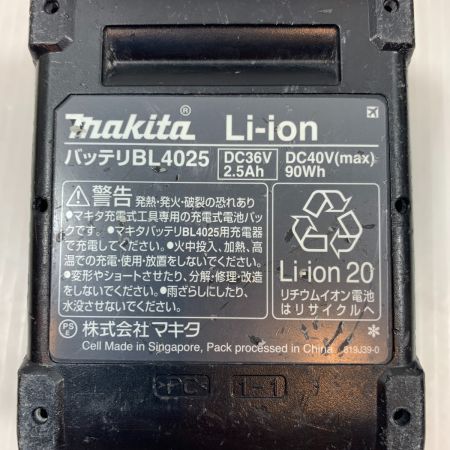 makita® Li-ion
バッテリBL4025 DC36V 2.5Ah DC40V(max) 90Wh
⚠警告 発熱・発火・破裂の恐れあり
●マキタ充電式工具専用の充電式電池パッ
クです。●マキタバッテリBL4025用充電器
で充電してください。●火中投入、加熱、高
温での充電・使用・放置をしないでください。
●変形やショートさせたり、分解・修理・改造
をしないでください。●雨ざらしにしたり、
水没させないでください。
Li-ion 20
リチウムイオン電池
はリサイクルへ
PS 株式会社マキタ *
Cell Made in Singapore, Pack processed in China 819J39-0
>PC< 1-1